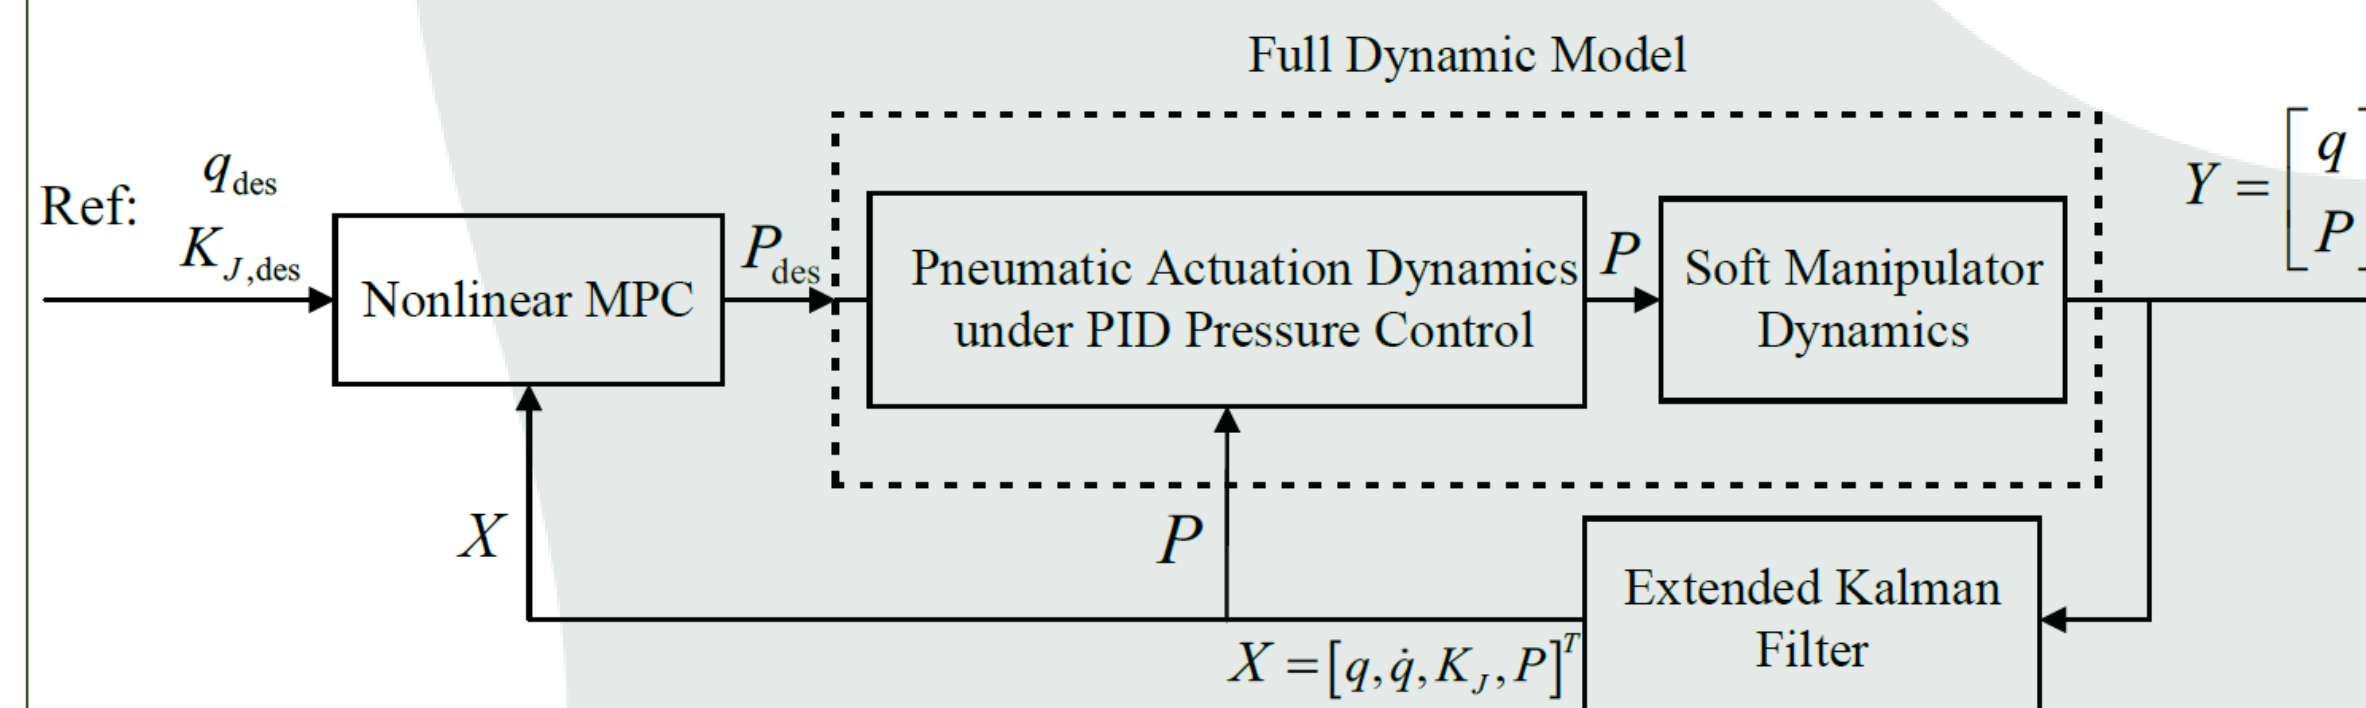 Full Dynamic Model
Ref:
q_des
K_J,des
Nonlinear MPC
P_des
Pneumatic Actuation Dynamics
under PID Pressure Control
P
Soft Manipulator
Dynamics
Y = [q
P]
X
P
X = [q, q̇, K_J, P]^T
Extended Kalman
Filter